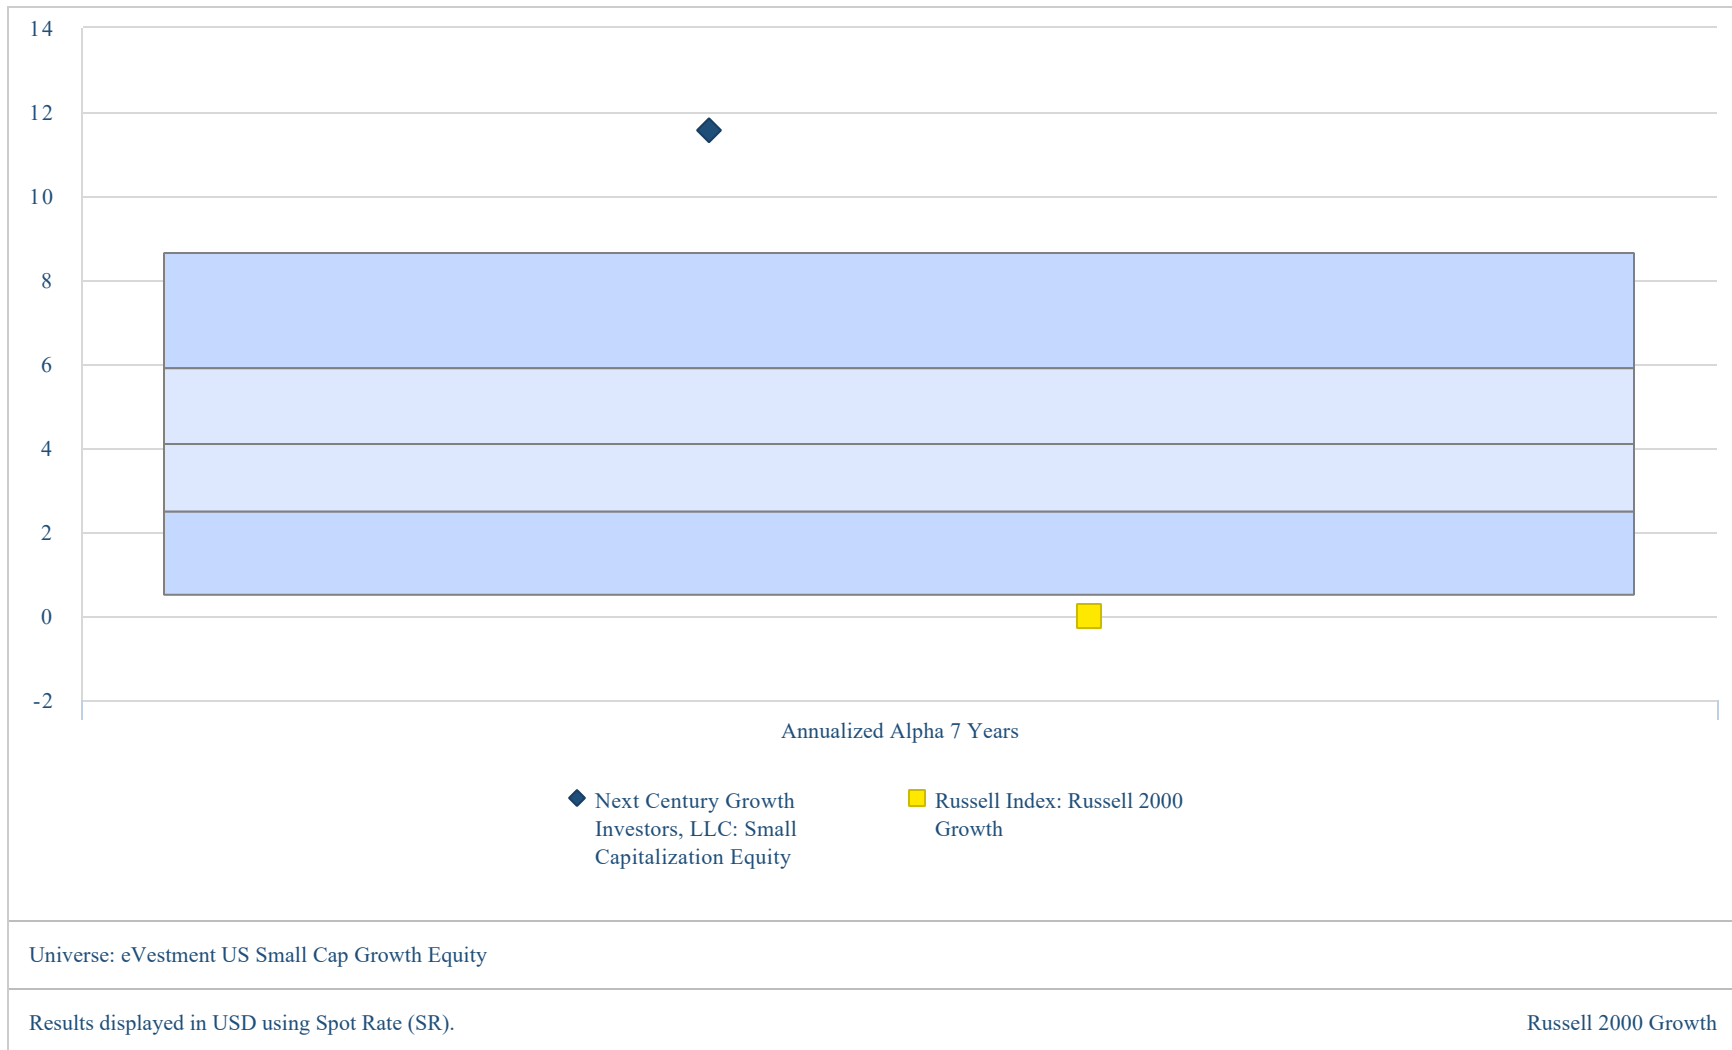 14
12
10
8
6
4
2
0
-2
Annualized Alpha 7 Years
Next Century Growth
Investors, LLC: Small
Capitalization Equity
Russell Index: Russell 2000
Growth
Universe: eVestment US Small Cap Growth Equity
Results displayed in USD using Spot Rate (SR).
Russell 2000 Growth